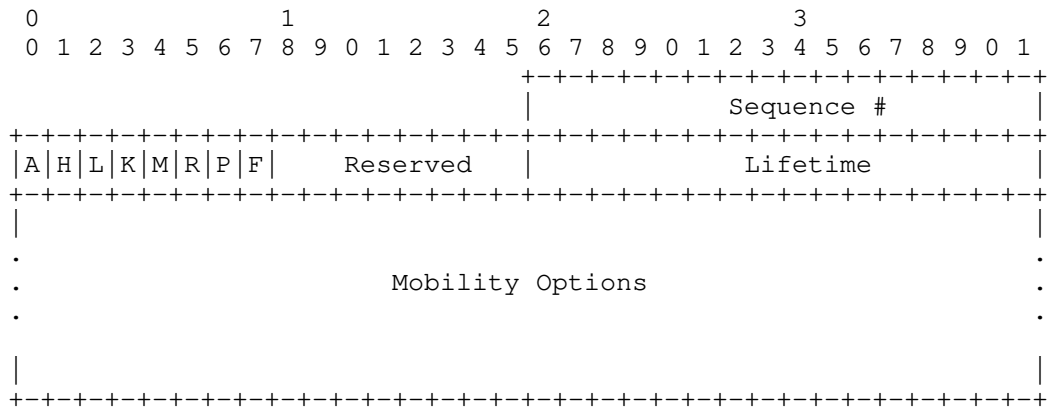 0                   1                   2                   3
0 1 2 3 4 5 6 7 8 9 0 1 2 3 4 5 6 7 8 9 0 1 2 3 4 5 6 7 8 9 0 1
                                +-+-+-+-+-+-+-+-+-+-+-+-+-+-+-+-+
                                |           Sequence #          |
+-+-+-+-+-+-+-+-+-+-+-+-+-+-+-+-+-+-+-+-+-+-+-+-+-+-+-+-+-+-+-+-+
|A|H|L|K|M|R|P|F|    Reserved   |            Lifetime           |
+-+-+-+-+-+-+-+-+-+-+-+-+-+-+-+-+-+-+-+-+-+-+-+-+-+-+-+-+-+-+-+-+
|                                                               |
.                                                               .
.                       Mobility Options                        .
.                                                               .
|                                                               |
+-+-+-+-+-+-+-+-+-+-+-+-+-+-+-+-+-+-+-+-+-+-+-+-+-+-+-+-+-+-+-+-+